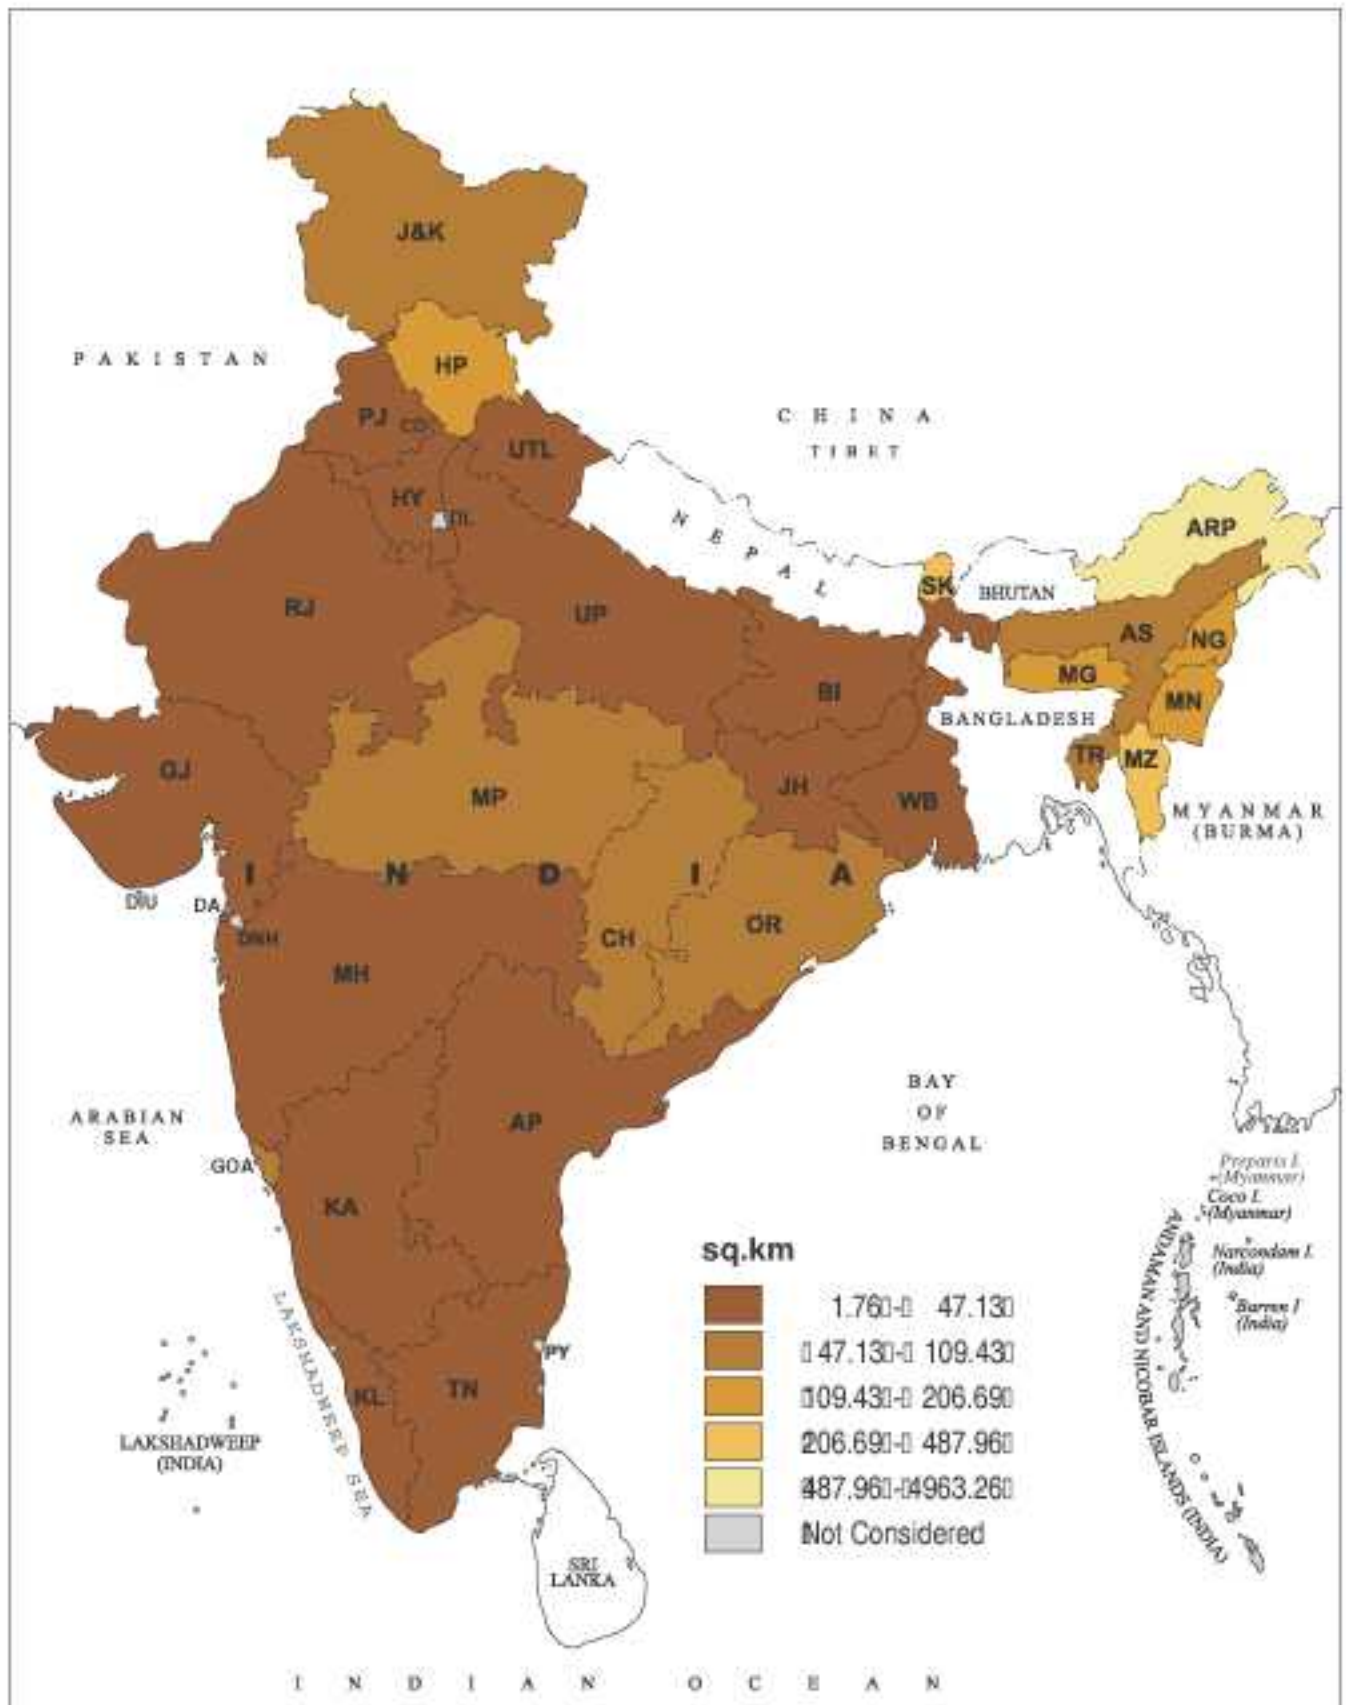 J&K
HP
PAKISTAN
CHINA
TIBET
PJ
CD
UTL
HY
DL
NEPAL
ARP
SK
BHUTAN
RJ
UP
AS
NG
MG
BI
MN
BANGLADESH
TR
MZ
GJ
MP
JH
WB
MYANMAR
(BURMA)
INDIA
DIU
DA
DNH
CH
OR
MH
BAY
OF
BENGAL
ARABIAN
SEA
AP
GOA
KA
Preparis I.
(Myanmar)
Coco I.
(Myanmar)
Narcondam I.
(India)
Barren I
(India)
ANDAMAN AND NICOBAR ISLANDS (INDIA)
LAKSHADWEEP
(INDIA)
LAKSHADWEEP SEA
PY
KL
TN
sq.km
1.76 - 47.13
47.13 - 109.43
109.43 - 206.69
206.69 - 487.96
487.96 - 4963.26
Not Considered
SRI
LANKA
INDIAN OCEAN